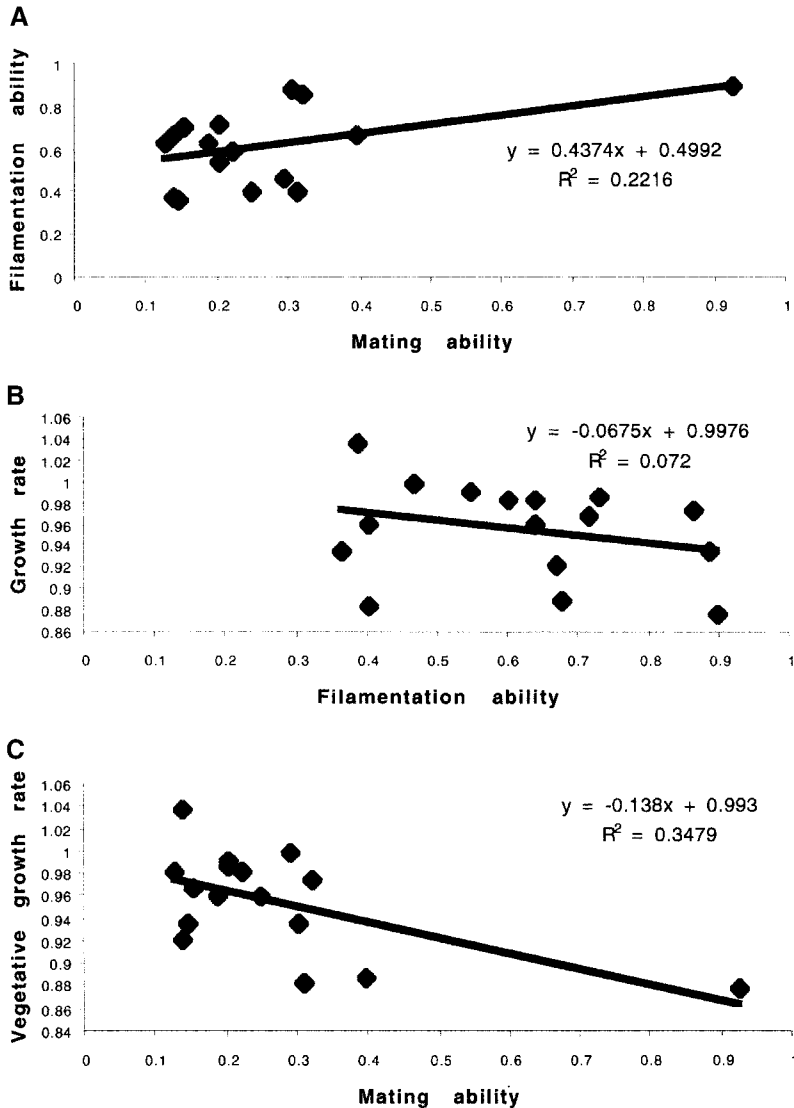 A
Filamentation ability
1
0.8
0.6
0.4
0.2
0
y = 0.4374x + 0.4992
R² = 0.2216
0 0.1 0.2 0.3 0.4 0.5 0.6 0.7 0.8 0.9 1
Mating ability
B
Growth rate
1.06
1.04
1.02
1
0.98
0.96
0.94
0.92
0.9
0.88
0.86
y = -0.0675x + 0.9976
R² = 0.072
0 0.1 0.2 0.3 0.4 0.5 0.6 0.7 0.8 0.9 1
Filamentation ability
C
Vegetative growth rate
1.06
1.04
1.02
1
0.98
0.96
0.94
0.92
0.9
0.88
0.86
0.84
y = -0.138x + 0.993
R² = 0.3479
0 0.1 0.2 0.3 0.4 0.5 0.6 0.7 0.8 0.9 1
Mating ability